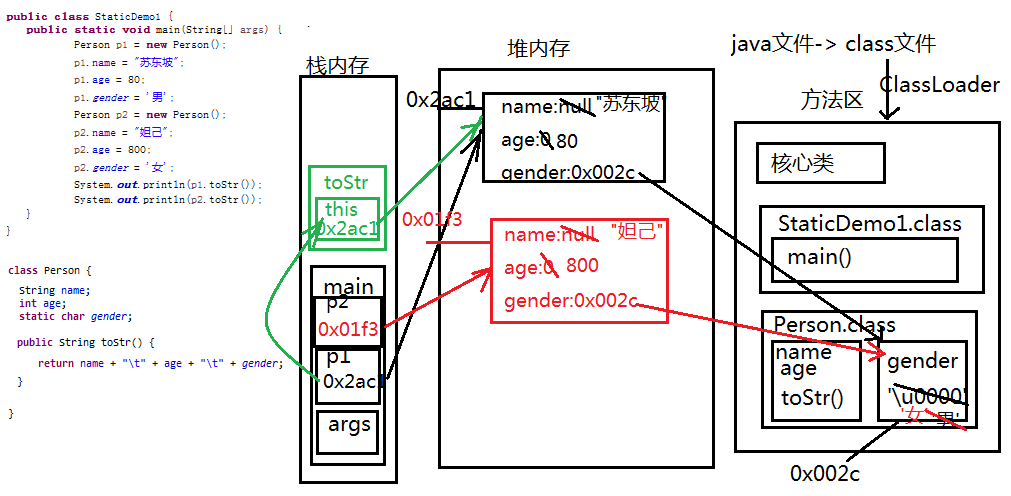 public class StaticDemo1 {
public static void main(String[] args) {
Person p1 = new Person();
p1.name = "苏东坡";
p1.age = 80;
p1.gender = '男';
Person p2 = new Person();
p2.name = "妲己";
p2.age = 800;
p2.gender = '女';
System.out.println(p1.toStr());
System.out.println(p2.toStr());
}
}
class Person {
String name;
int age;
static char gender;
public String toStr() {
return name + "\t" + age + "\t" + gender;
}
}
栈内存
toStr
this
0x2ac1
main
p2
0x01f3
p1
0x2ac1
args
堆内存
0x2ac1
name:null "苏东坡"
age:0 80
gender:0x002c
0x01f3
name:null "妲己"
age:0 800
gender:0x002c
java文件-> class文件
ClassLoader
方法区
核心类
StaticDemo1.class
main()
Person.class
name
age
toStr()
gender
'\u0000'
'女' '男'
0x002c